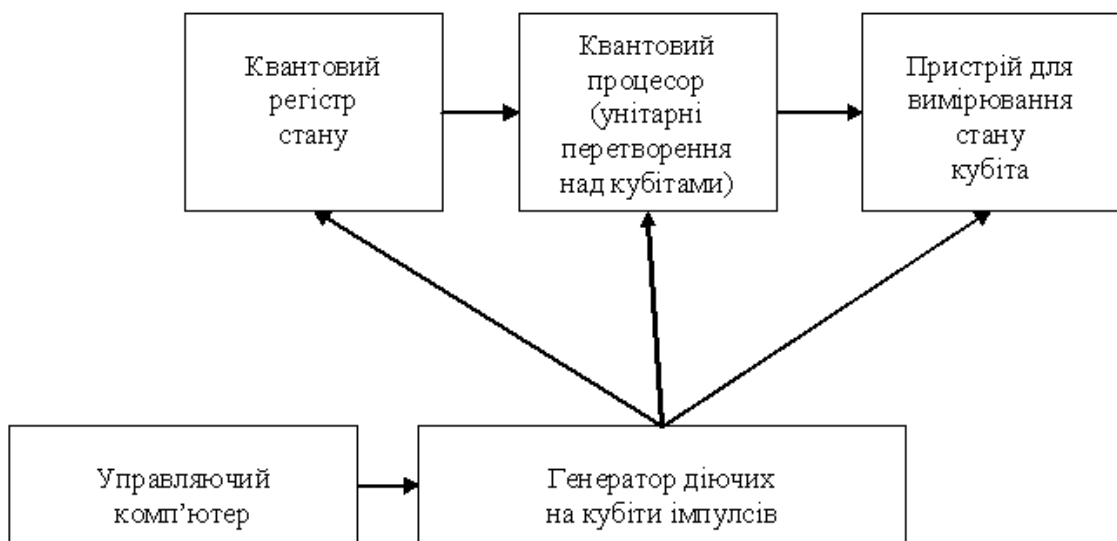 Квантовий
регістр
стану
Квантовий
процесор
(унітарні
перетворення
над кубітами)
Пристрій для
вимірювання
стану
кубіта
Управляючий
комп’ютер
Генератор діючих
на кубіти імпулсів